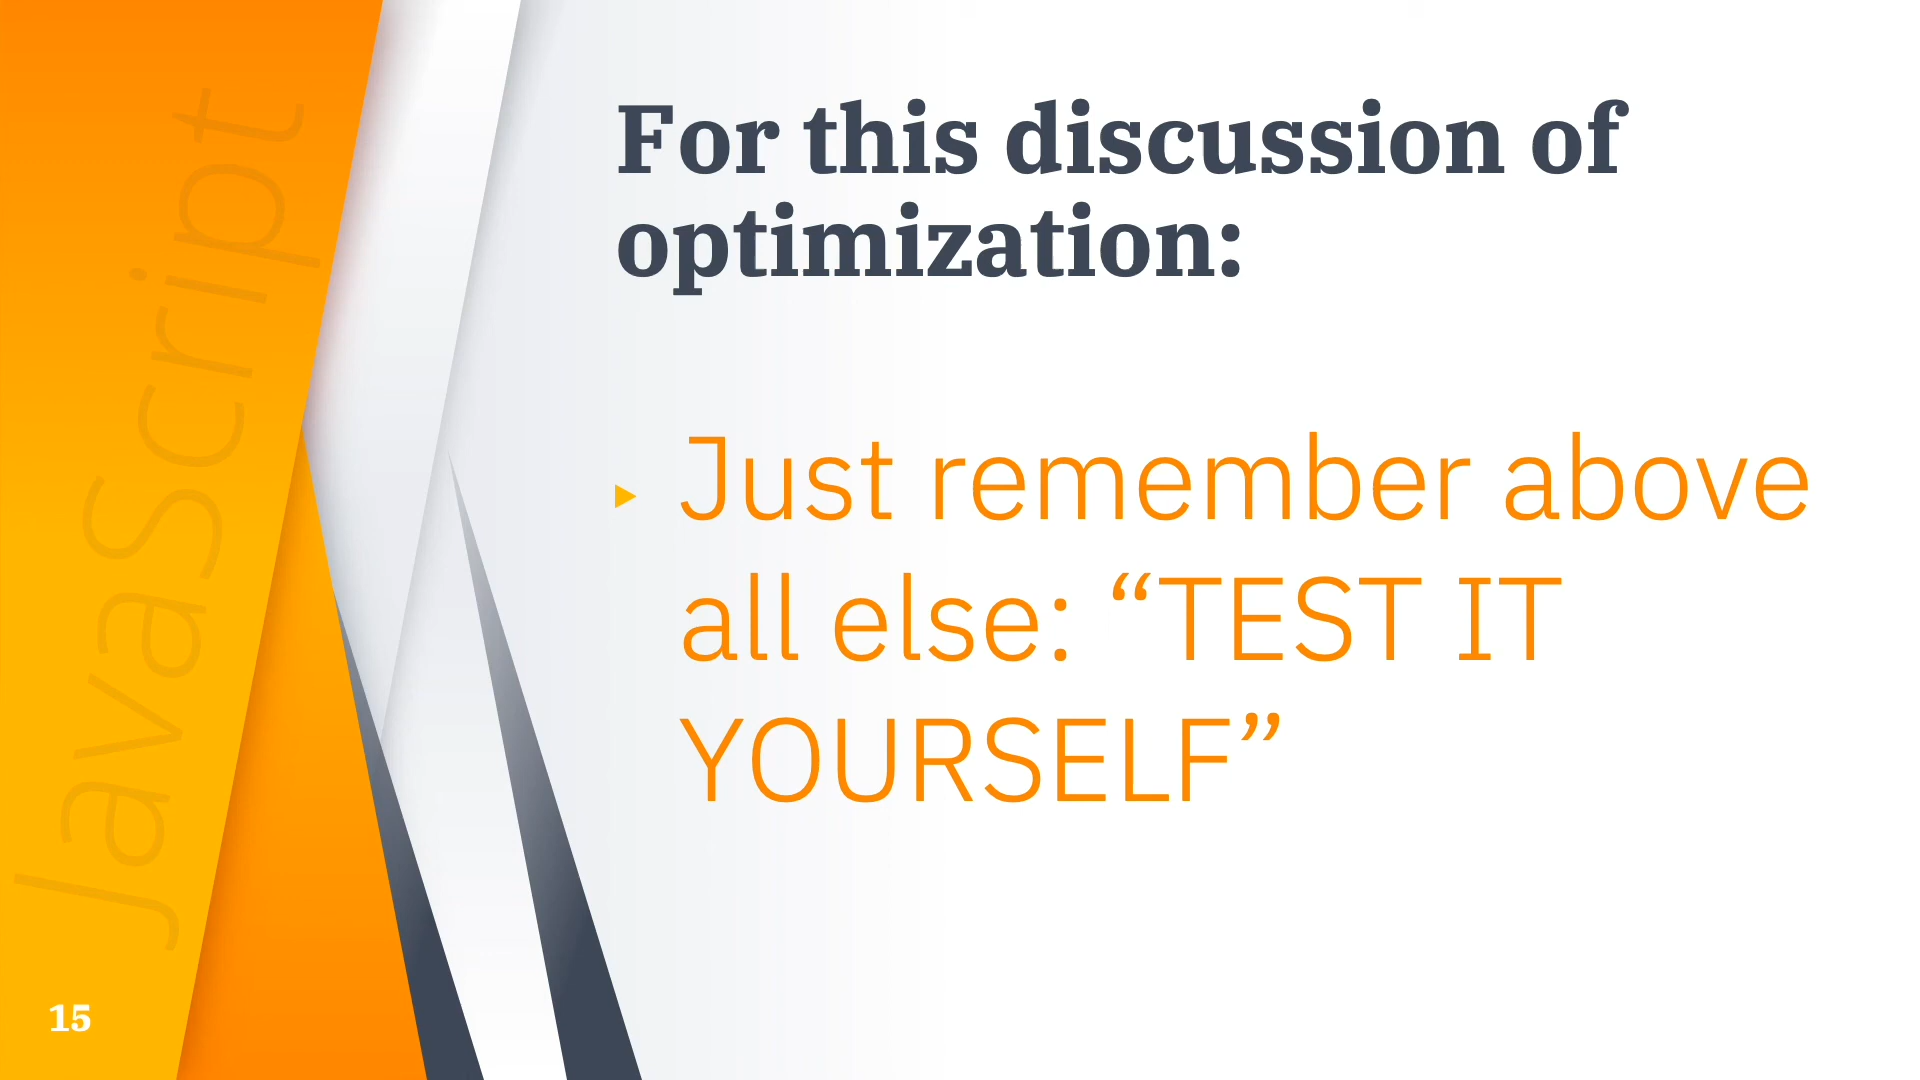 JavaScript
For this discussion of
optimization:
Just remember above
all else: “TEST IT
YOURSELF”
15